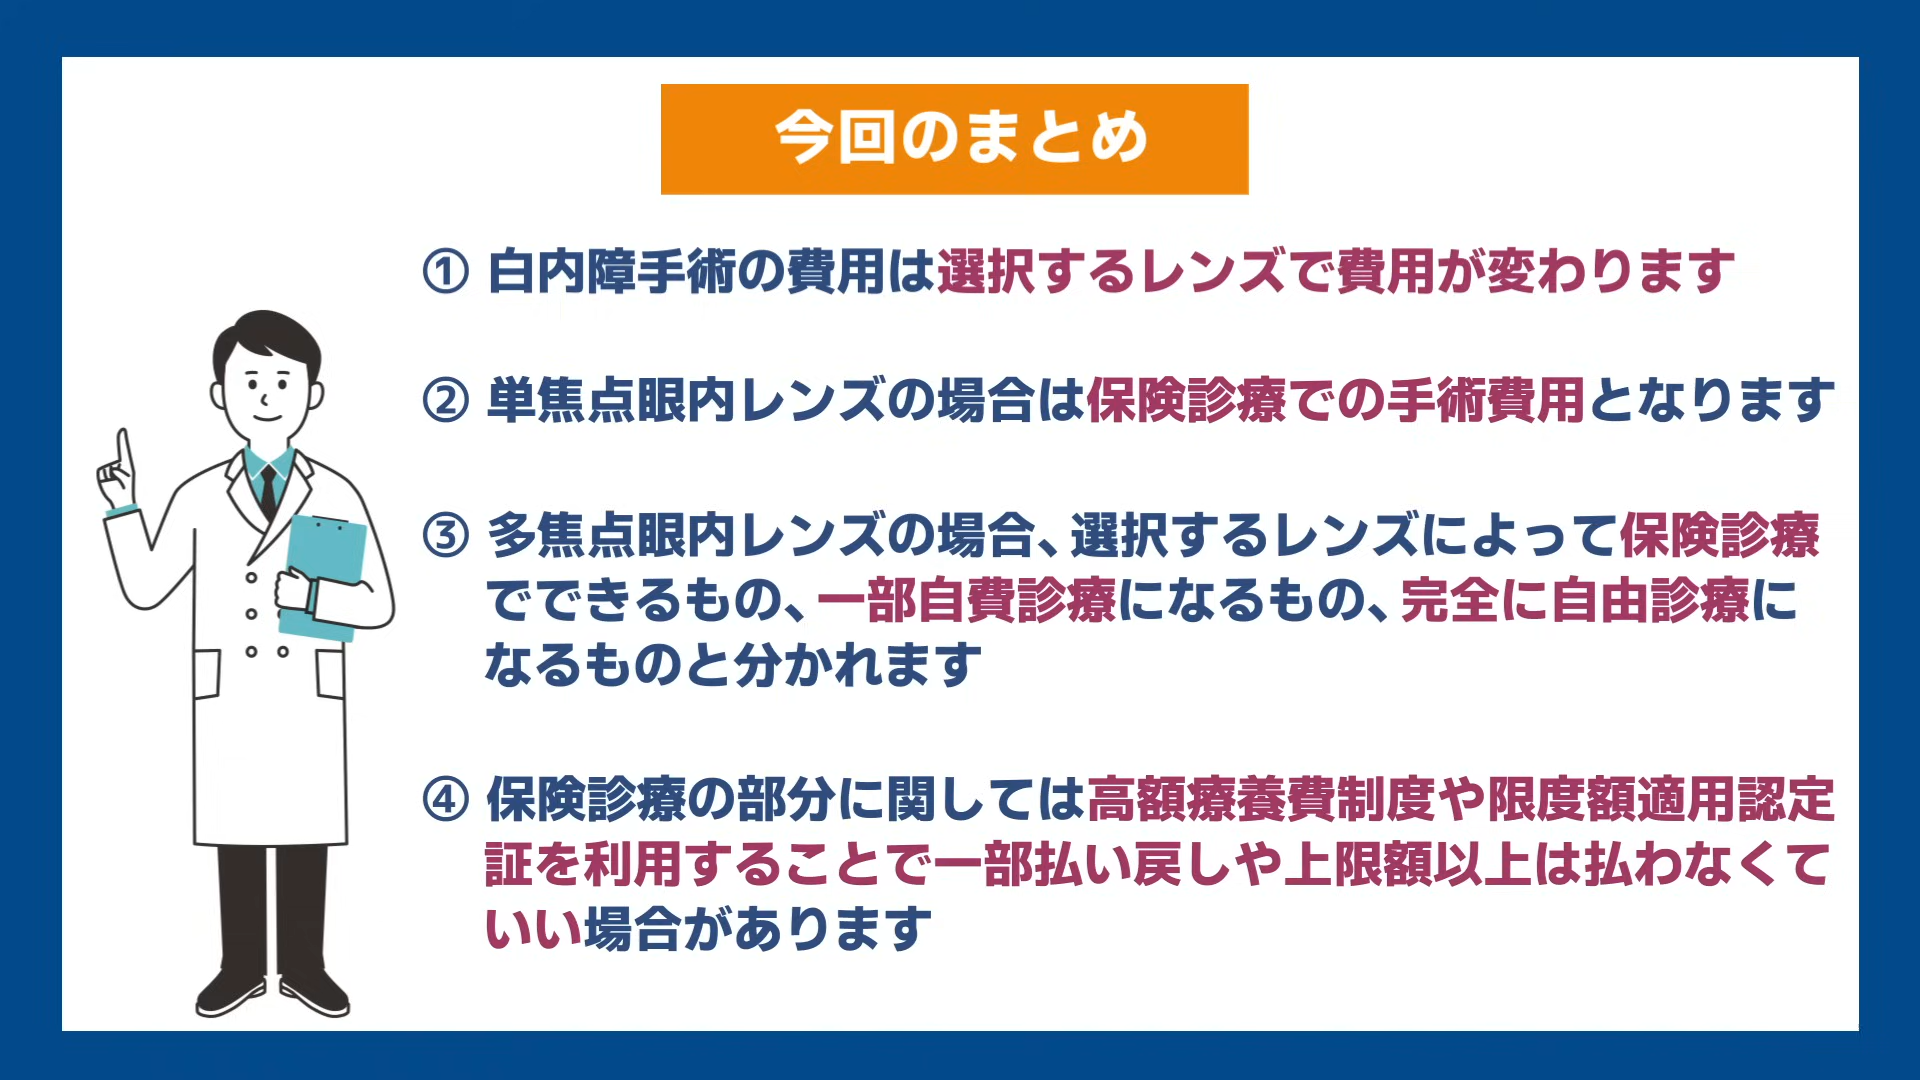 今回のまとめ
① 白内障手術の費用は選択するレンズで費用が変わります
② 単焦点眼内レンズの場合は保険診療での手術費用となります
③ 多焦点眼内レンズの場合、選択するレンズによって保険診療
でできるもの、一部自費診療になるもの、完全に自由診療に
なるものと分かれます
④ 保険診療の部分に関しては高額療養費制度や限度額適用認定
証を利用することで一部払い戻しや上限額以上は払わなくて
いい場合があります